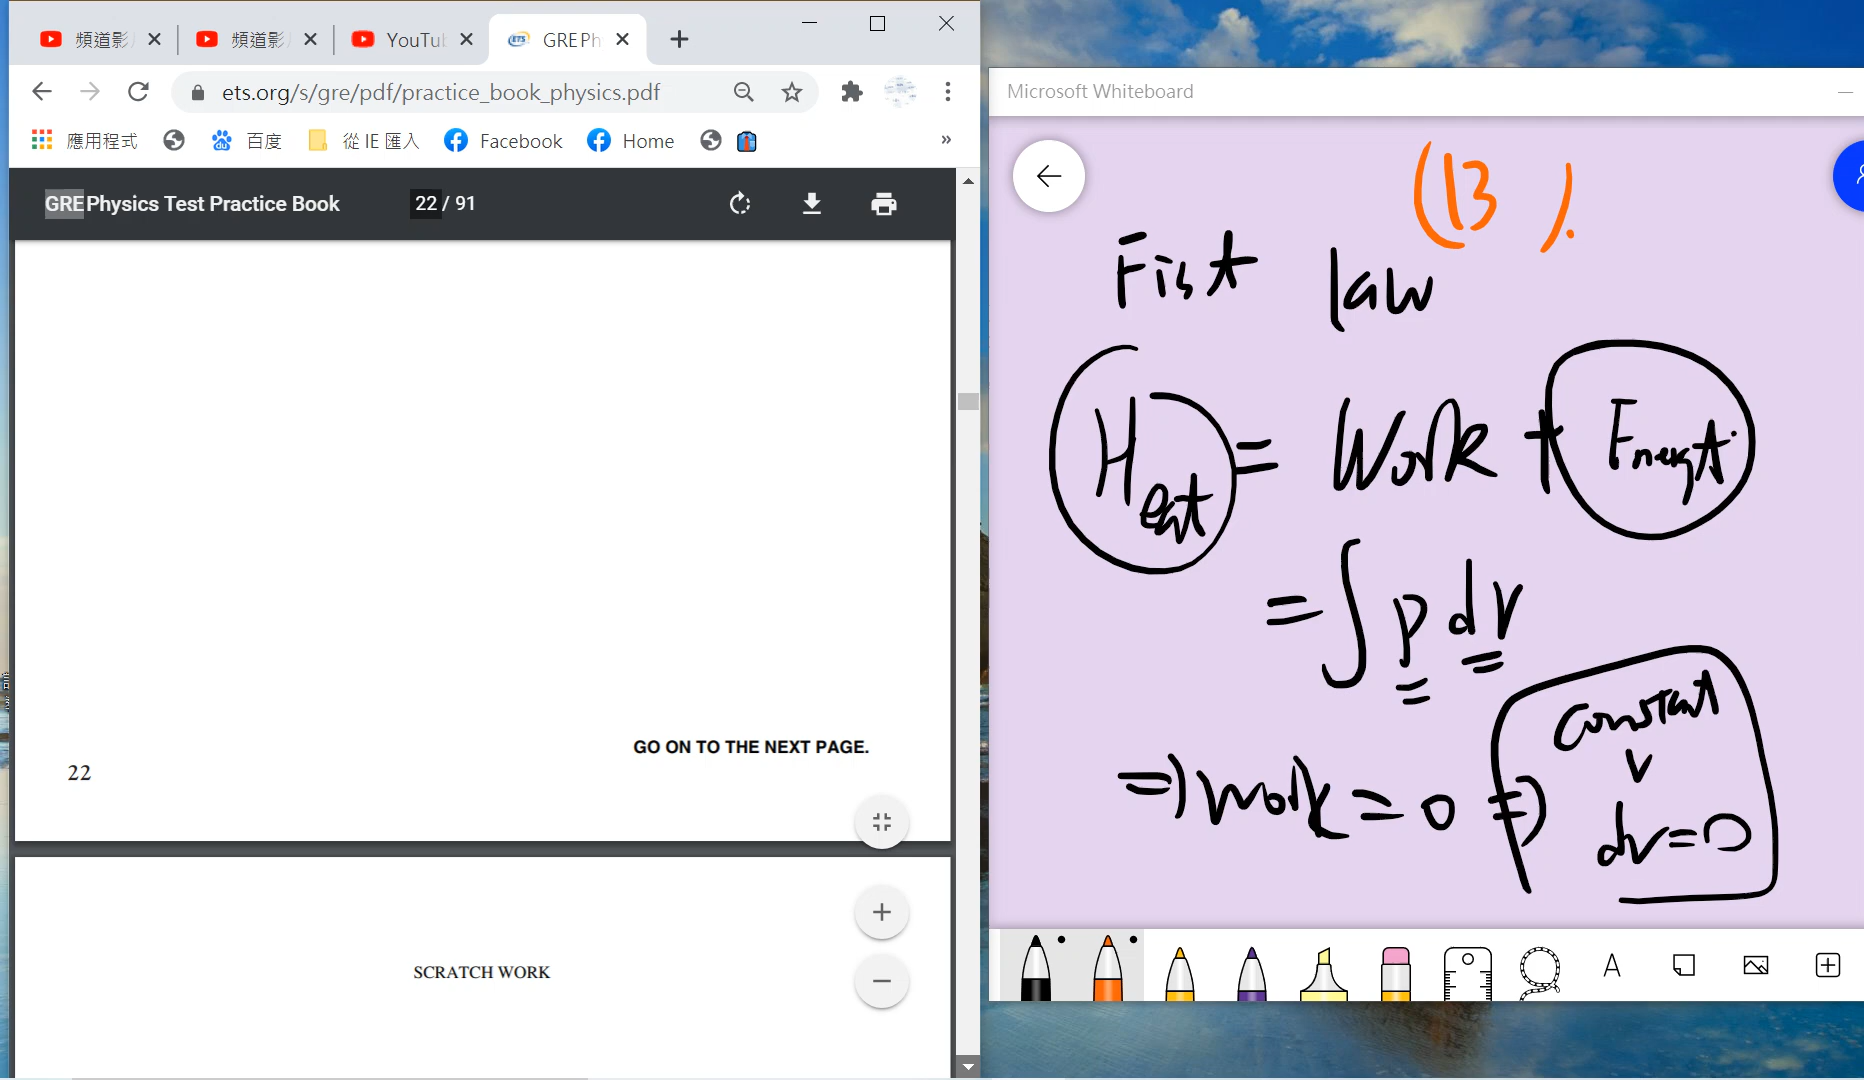 頻道影
頻道影
YouTu
GRE Ph
ets.org/s/gre/pdf/practice_book_physics.pdf
應用程式
百度
從 IE 匯入
Facebook
Home
»
GRE Physics Test Practice Book
22 / 91
GO ON TO THE NEXT PAGE.
22
SCRATCH WORK
Microsoft Whiteboard
(13 ).
Fist law
Heat = Work + Energt
= ∫ p dv
=) work = 0 =) constant
v
dv = 0